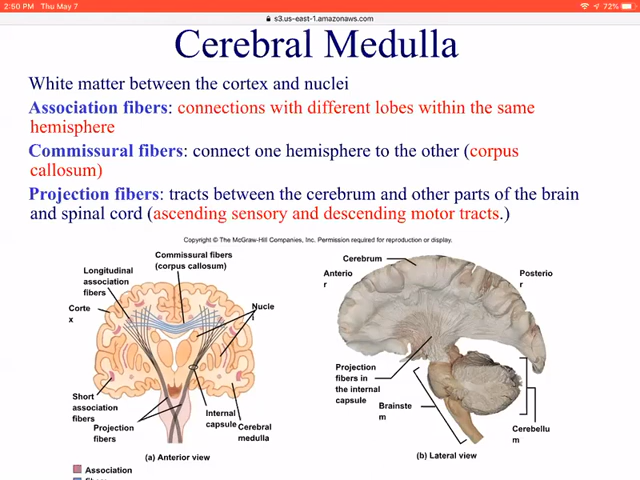 2:50 PM Thu May 7
72%
s3.us-east-1.amazonaws.com
Cerebral Medulla
White matter between the cortex and nuclei
Association fibers: connections with different lobes within the same
hemisphere
Commissural fibers: connect one hemisphere to the other (corpus
callosum)
Projection fibers: tracts between the cerebrum and other parts of the brain
and spinal cord (ascending sensory and descending motor tracts.)
Copyright © The McGraw-Hill Companies, Inc. Permission required for reproduction or display.
Commissural fibers
(corpus callosum)
Longitudinal
association
fibers
Corte
x
Nucle
i
Short
association
fibers
Projection
fibers
Internal
capsule
Cerebral
medulla
(a) Anterior view
Association
Cerebrum
Anterio
r
Posterio
r
Projection
fibers in
the internal
capsule
Brainste
m
Cerebellu
m
(b) Lateral view